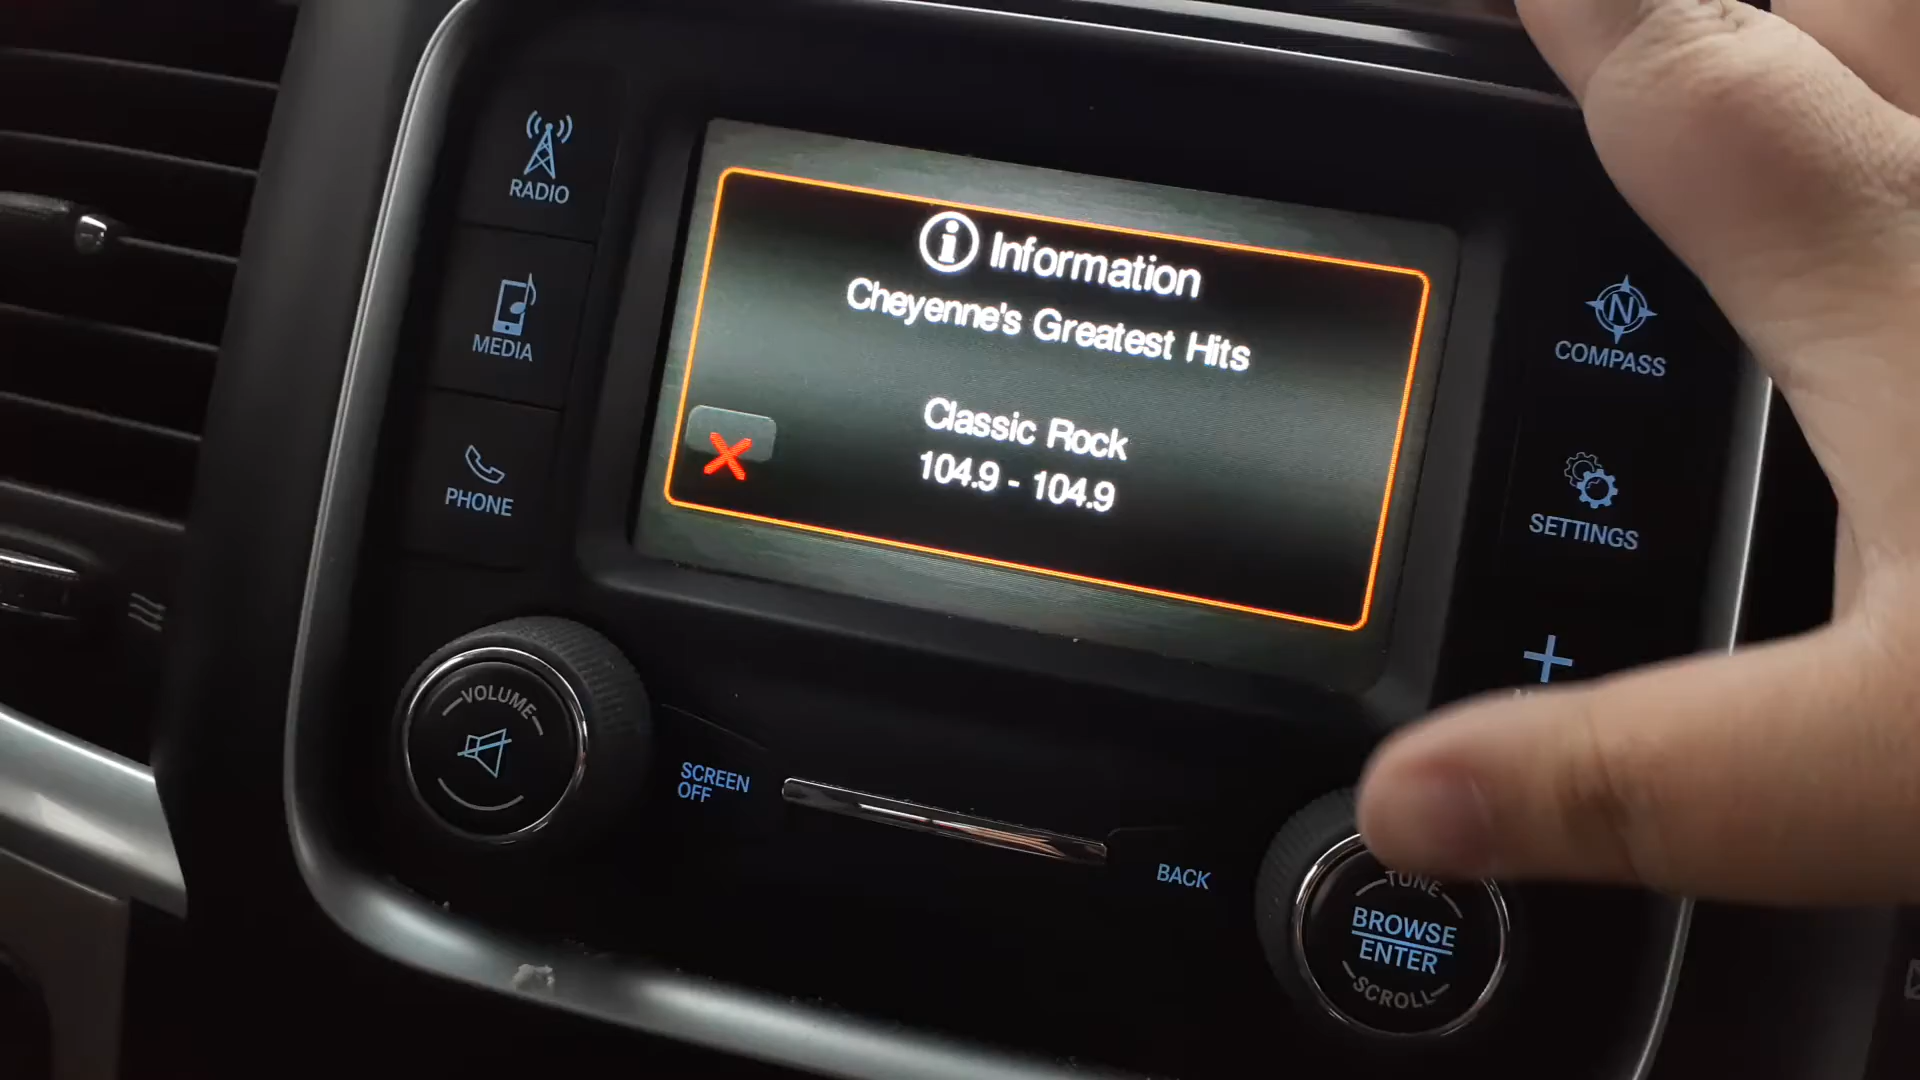 RADIO
MEDIA
PHONE
Information
Cheyenne's Greatest Hits
Classic Rock
104.9 - 104.9
COMPASS
SETTINGS
VOLUME
SCREEN
OFF
BACK
TUNE
BROWSE
ENTER
SCROLL